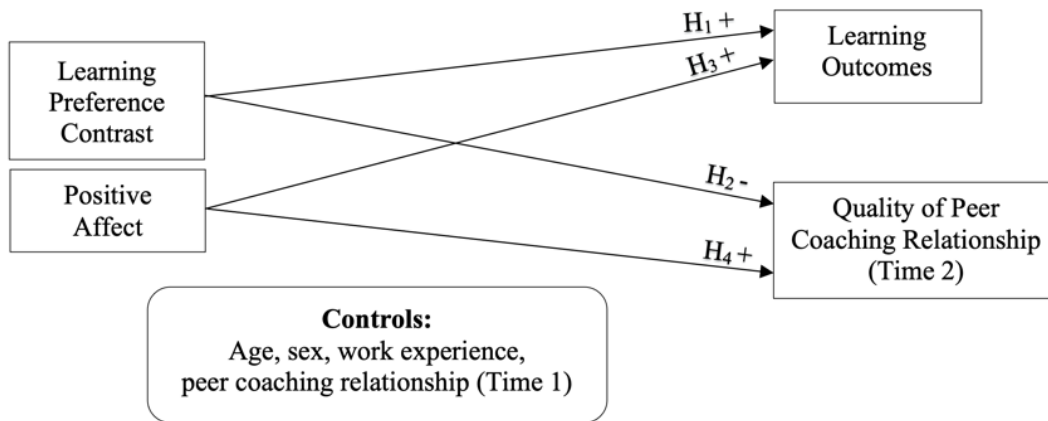 Learning
Preference
Contrast
Positive
Affect
H₁ +
H₃ +
H₂ -
H₄ +
Learning
Outcomes
Quality of Peer
Coaching Relationship
(Time 2)
Controls:
Age, sex, work experience,
peer coaching relationship (Time 1)